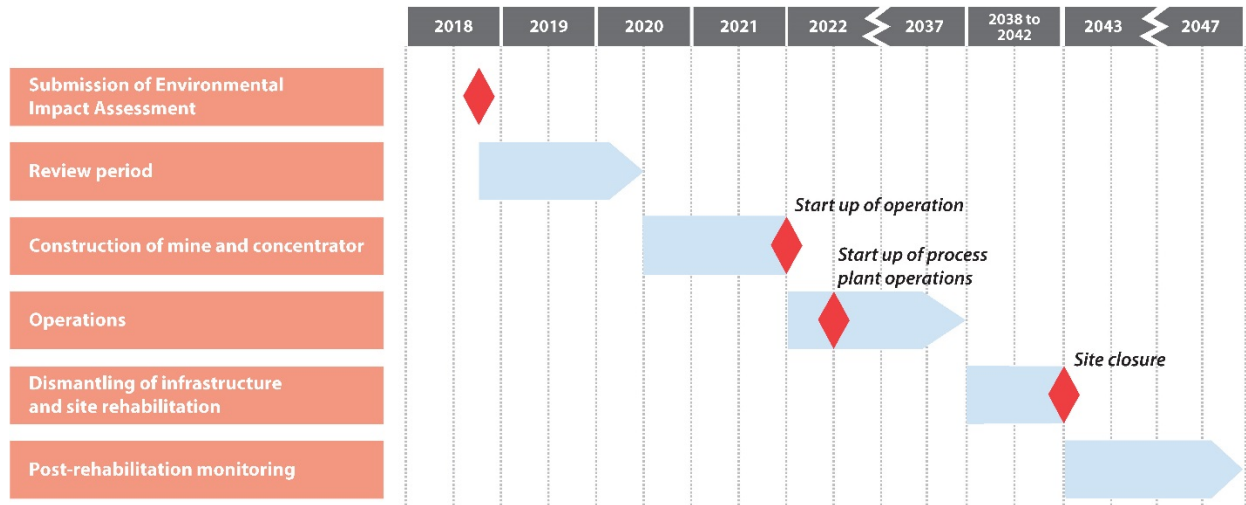 2018 2019 2020 2021 2022 2037 2038 to 2042 2043 2047
Submission of Environmental
Impact Assessment
Review period
Start up of operation
Construction of mine and concentrator
Start up of process
plant operations
Operations
Site closure
Dismantling of infrastructure
and site rehabilitation
Post-rehabilitation monitoring